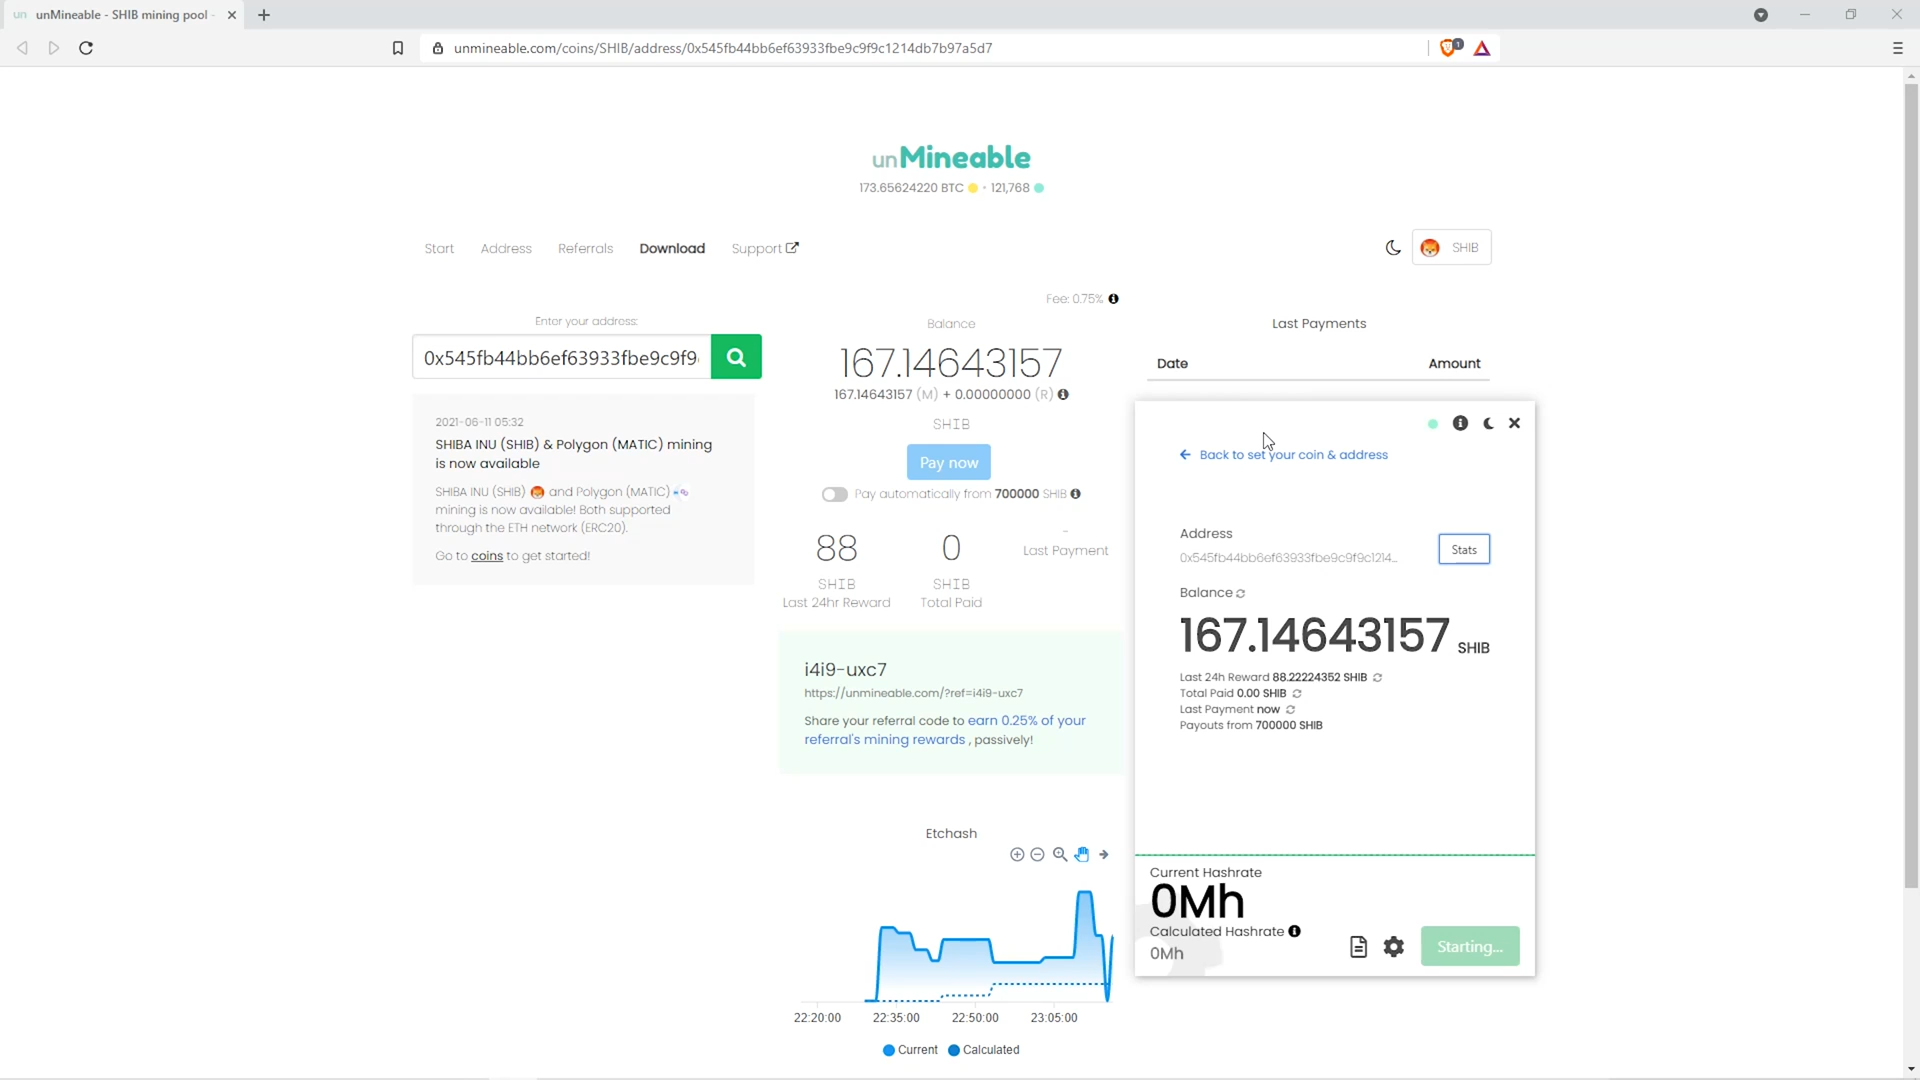 un unMineable - SHIB mining pool -
unmineable.com/coins/SHIB/address/0x545fb44bb6ef63933fbe9c9f9c1214db7b97a5d7
1
unMineable
173.65624220 BTC • 121,768
Start Address Referrals Download Support
SHIB
Fee: 0.75%
Enter your address:
0x545fb44bb6ef63933fbe9c9f9
2021-06-11 05:32
SHIBA INU (SHIB) & Polygon (MATIC) mining
is now available
SHIBA INU (SHIB) and Polygon (MATIC)
mining is now available! Both supported
through the ETH network (ERC20).
Go to coins to get started!
Balance
167.14643157
167.14643157 (M) + 0.00000000 (R)
SHIB
Pay now
Pay automatically from 700000 SHIB
88
SHIB
Last 24hr Reward
0
SHIB
Total Paid
-
Last Payment
i4i9-uxc7
https://unmineable.com/?ref=i4i9-uxc7
Share your referral code to earn 0.25% of your
referral's mining rewards , passively!
Etchash
22:20:00 22:35:00 22:50:00 23:05:00
Current Calculated
Last Payments
Date Amount
Back to set your coin & address
Address
0x545fb44bb6ef63933fbe9c9f9c1214...
Stats
Balance
167.14643157 SHIB
Last 24h Reward 88.22224352 SHIB
Total Paid 0.00 SHIB
Last Payment now
Payouts from 700000 SHIB
Current Hashrate
0Mh
Calculated Hashrate
0Mh
Starting...